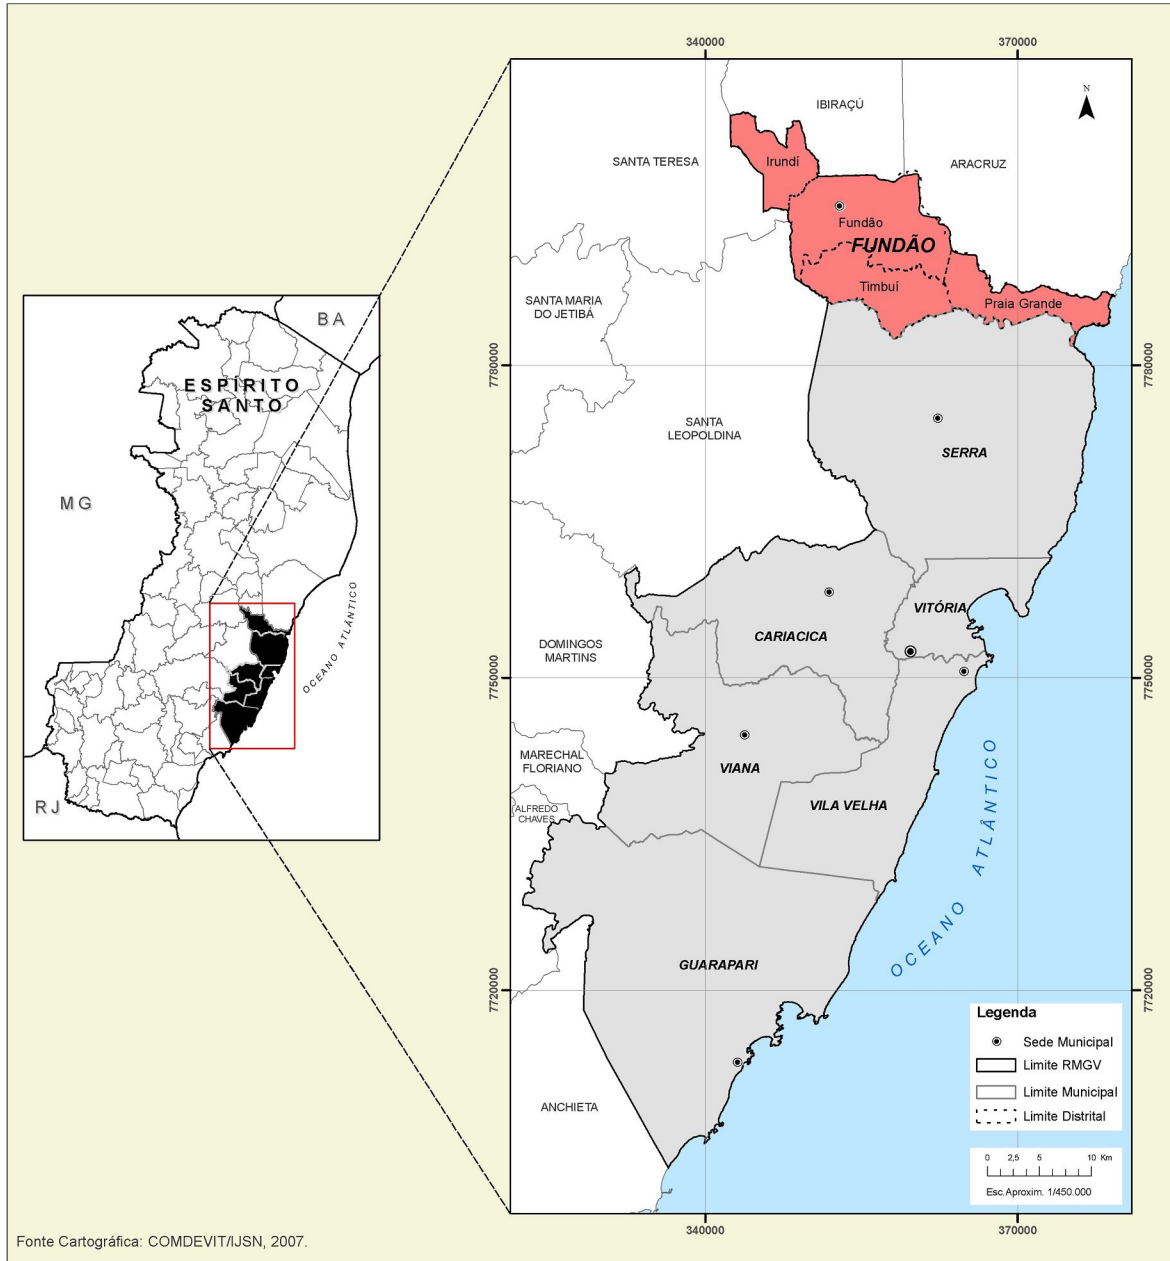 BA
ESPÍRITO
SANTO
MG
OCEANO ATLÂNTICO
RJ
340000
370000
N
IBIRAÇÚ
SANTA TERESA
Irundí
ARACRUZ
Fundão
FUNDÃO
Timbuí
Praia Grande
SANTA MARIA
DO JETIBÁ
7780000
7780000
SANTA
LEOPOLDINA
SERRA
VITÓRIA
CARIACICA
DOMINGOS
MARTINS
7750000
7750000
MARECHAL
FLORIANO
VIANA
VILA VELHA
ALFREDO
CHAVES
OCEANO ATLÂNTICO
GUARAPARI
7720000
7720000
ANCHIETA
Legenda
Sede Municipal
Limite RMGV
Limite Municipal
Limite Distrital
0 2,5 5 10 Km
Esc.Aproxim. 1/450.000
340000
370000
Fonte Cartográfica: COMDEVIT/IJSN, 2007.